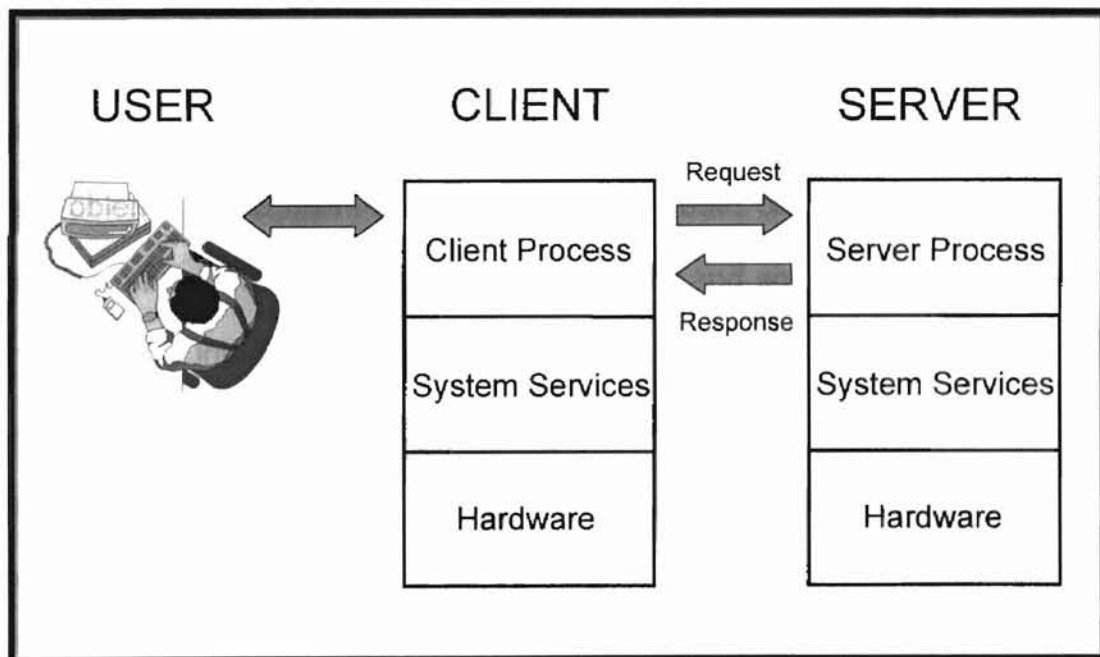 USER
CLIENT
SERVER
Request
Client Process
Server Process
Response
System Services
System Services
Hardware
Hardware